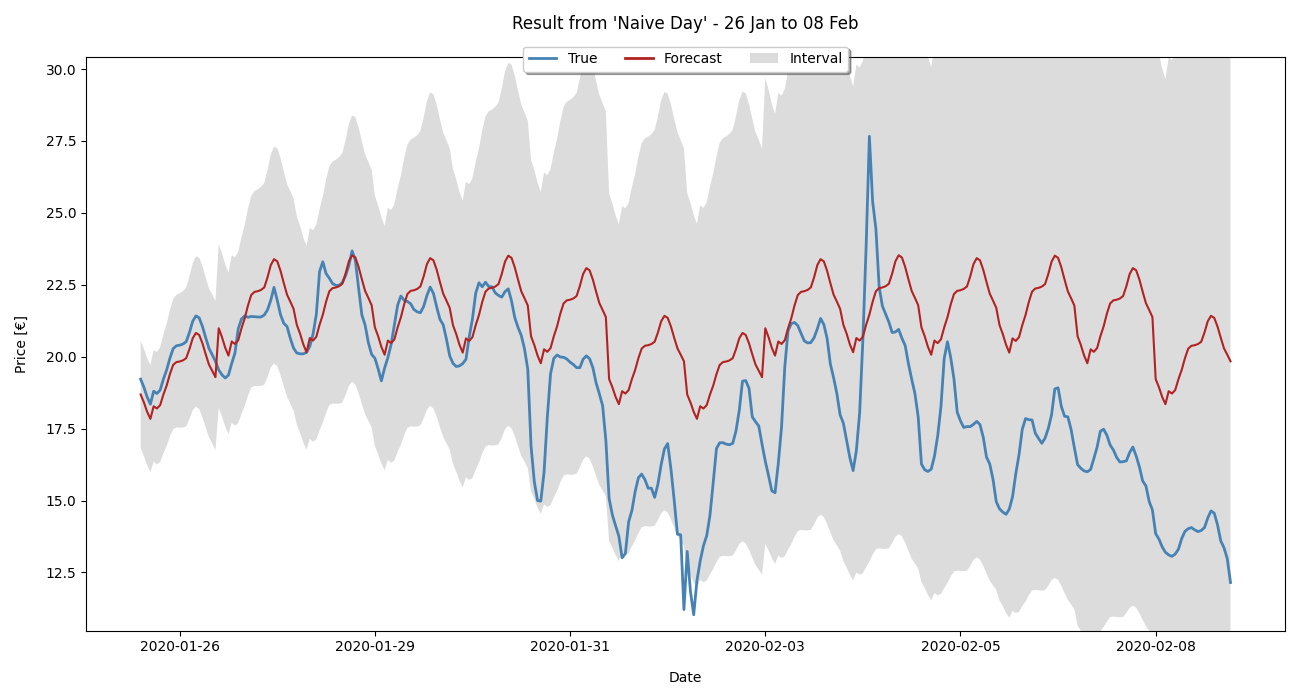 Result from 'Naive Day' - 26 Jan to 08 Feb
True Forecast Interval
30.0
27.5
25.0
22.5
20.0
17.5
15.0
12.5
Price [€]
2020-01-26 2020-01-29 2020-01-31 2020-02-03 2020-02-05 2020-02-08
Date